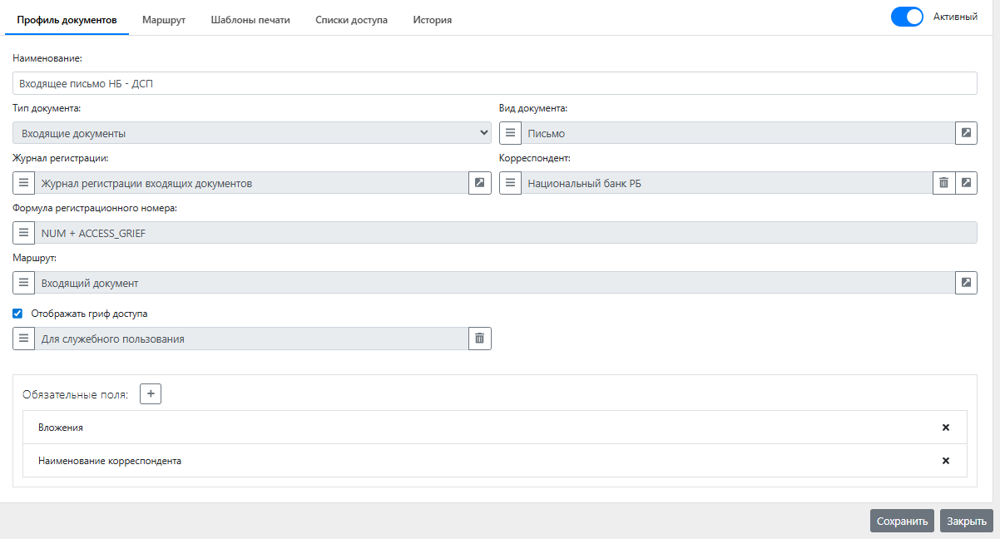 Профиль документов Маршрут Шаблоны печати Списки доступа История Активный
Наименование:
Входящее письмо НБ - ДСП
Тип документа: Вид документа:
Входящие документы Письмо
Журнал регистрации: Корреспондент:
Журнал регистрации входящих документов Национальный банк РБ
Формула регистрационного номера:
NUM + ACCESS_GRIEF
Маршрут:
Входящий документ
Отображать гриф доступа
Для служебного пользования
Обязательные поля:
Вложения
Наименование корреспондента
Сохранить Закрыть